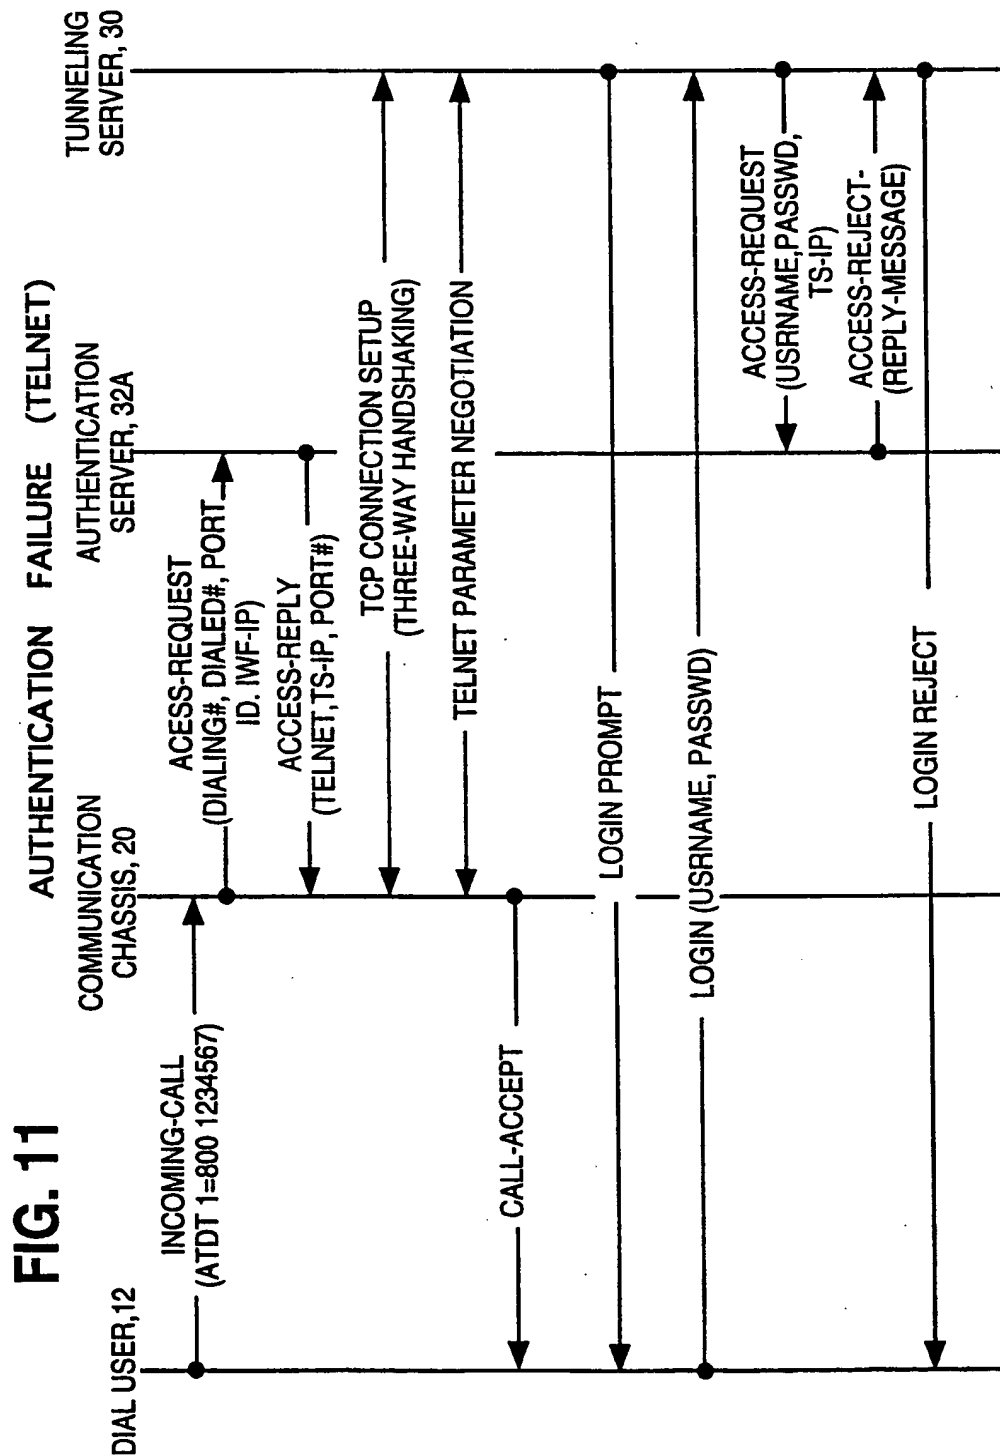 FIG. 11
AUTHENTICATION FAILURE (TELNET)
DIAL USER,12
COMMUNICATION
CHASSIS, 20
AUTHENTICATION
SERVER, 32A
TUNNELING
SERVER, 30
INCOMING-CALL
(ATDT 1=800 1234567)
ACESS-REQUEST
(DIALING#, DIALED#, PORT
ID. IWF-IP)
ACCESS-REPLY
(TELNET,TS-IP, PORT#)
TCP CONNECTION SETUP
(THREE-WAY HANDSHAKING)
TELNET PARAMETER NEGOTIATION
CALL-ACCEPT
LOGIN PROMPT
LOGIN (USRNAME, PASSWD)
ACCESS-REQUEST
(USRNAME,PASSWD,
TS-IP)
ACCESS-REJECT-
(REPLY-MESSAGE)
LOGIN REJECT